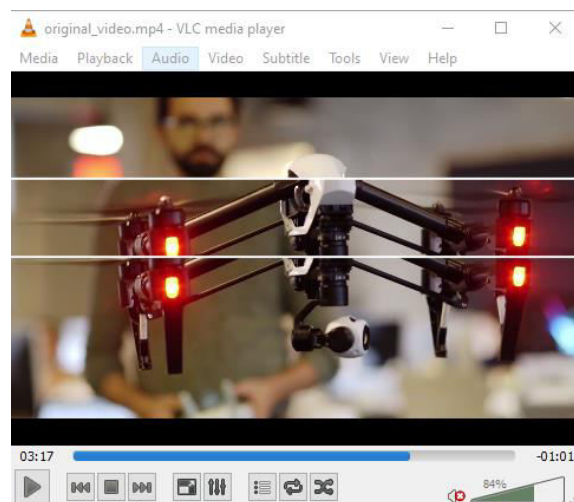 original_video.mp4 - VLC media player
Media Playback Audio Video Subtitle Tools View Help
03:17 -01:01
84%